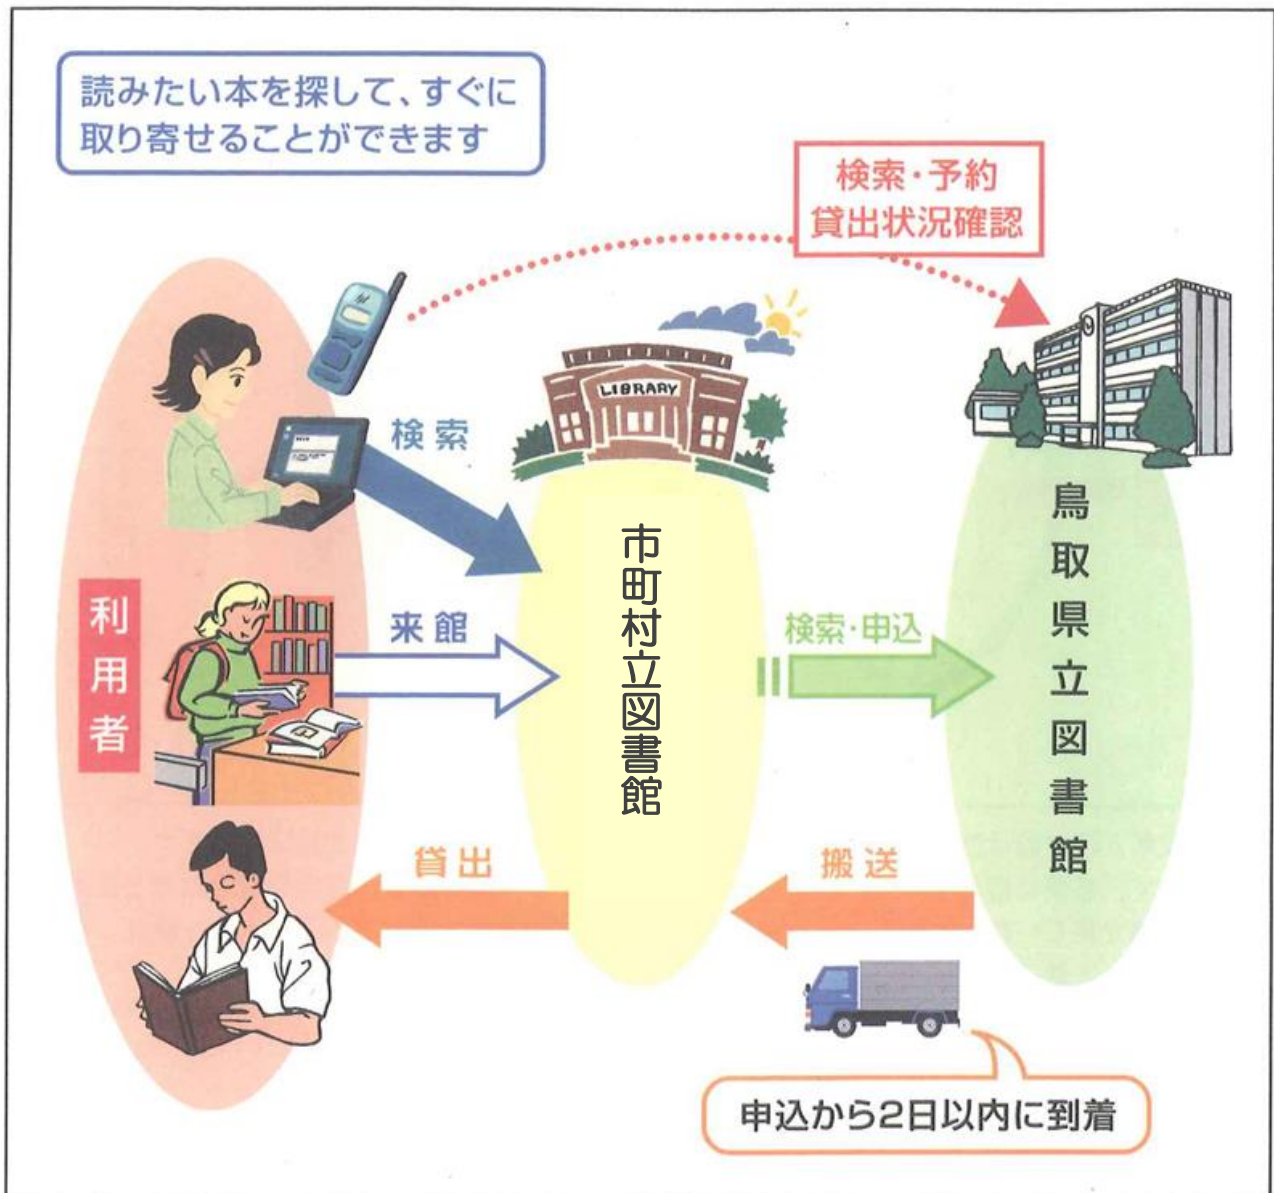 読みたい本を探して、すぐに
取り寄せることができます
検索・予約
貸出状況確認
LIBRARY
検索
利用者
来館
市町村立図書館
検索・申込
鳥取県立図書館
貸出
搬送
申込から2日以内に到着